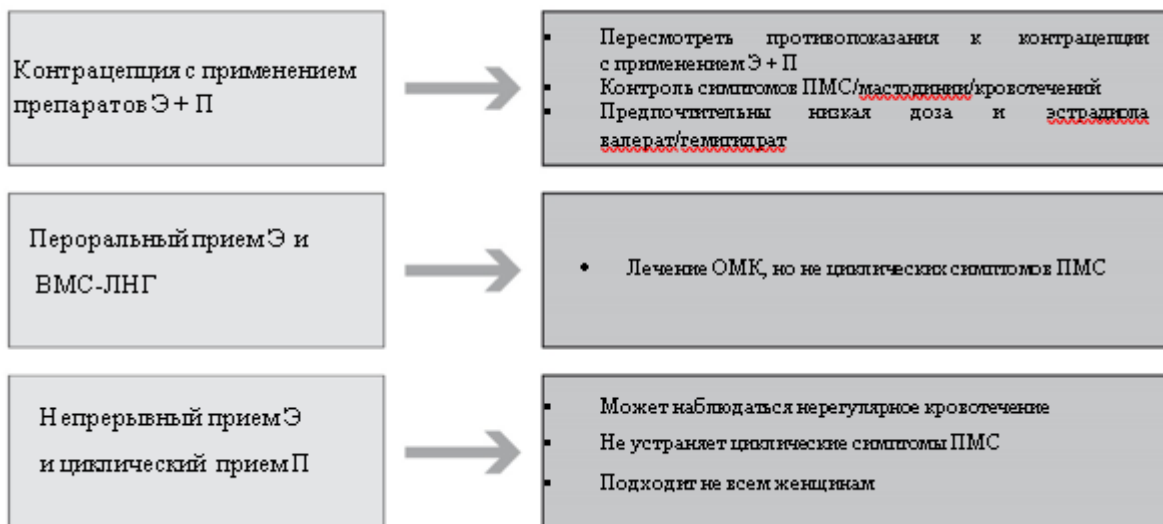 Контрацепция с применением
препаратов Э + П
▪ Пересмотреть противопоказания к контрацепции
с применением Э + П
▪ Контроль симптомов ПМС/мастодинии/кровотечений
▪ Предпочтительны низкая доза и эстрадиола
валерат/гемигидрат
Пероральный прием Э и
ВМС-ЛНГ
• Лечение ОМК, но не циклических симптомов ПМС
Непрерывный прием Э
и циклический прием П
▪ Может наблюдаться нерегулярное кровотечение
▪ Не устраняет циклические симптомы ПМС
▪ Подходит не всем женщинам